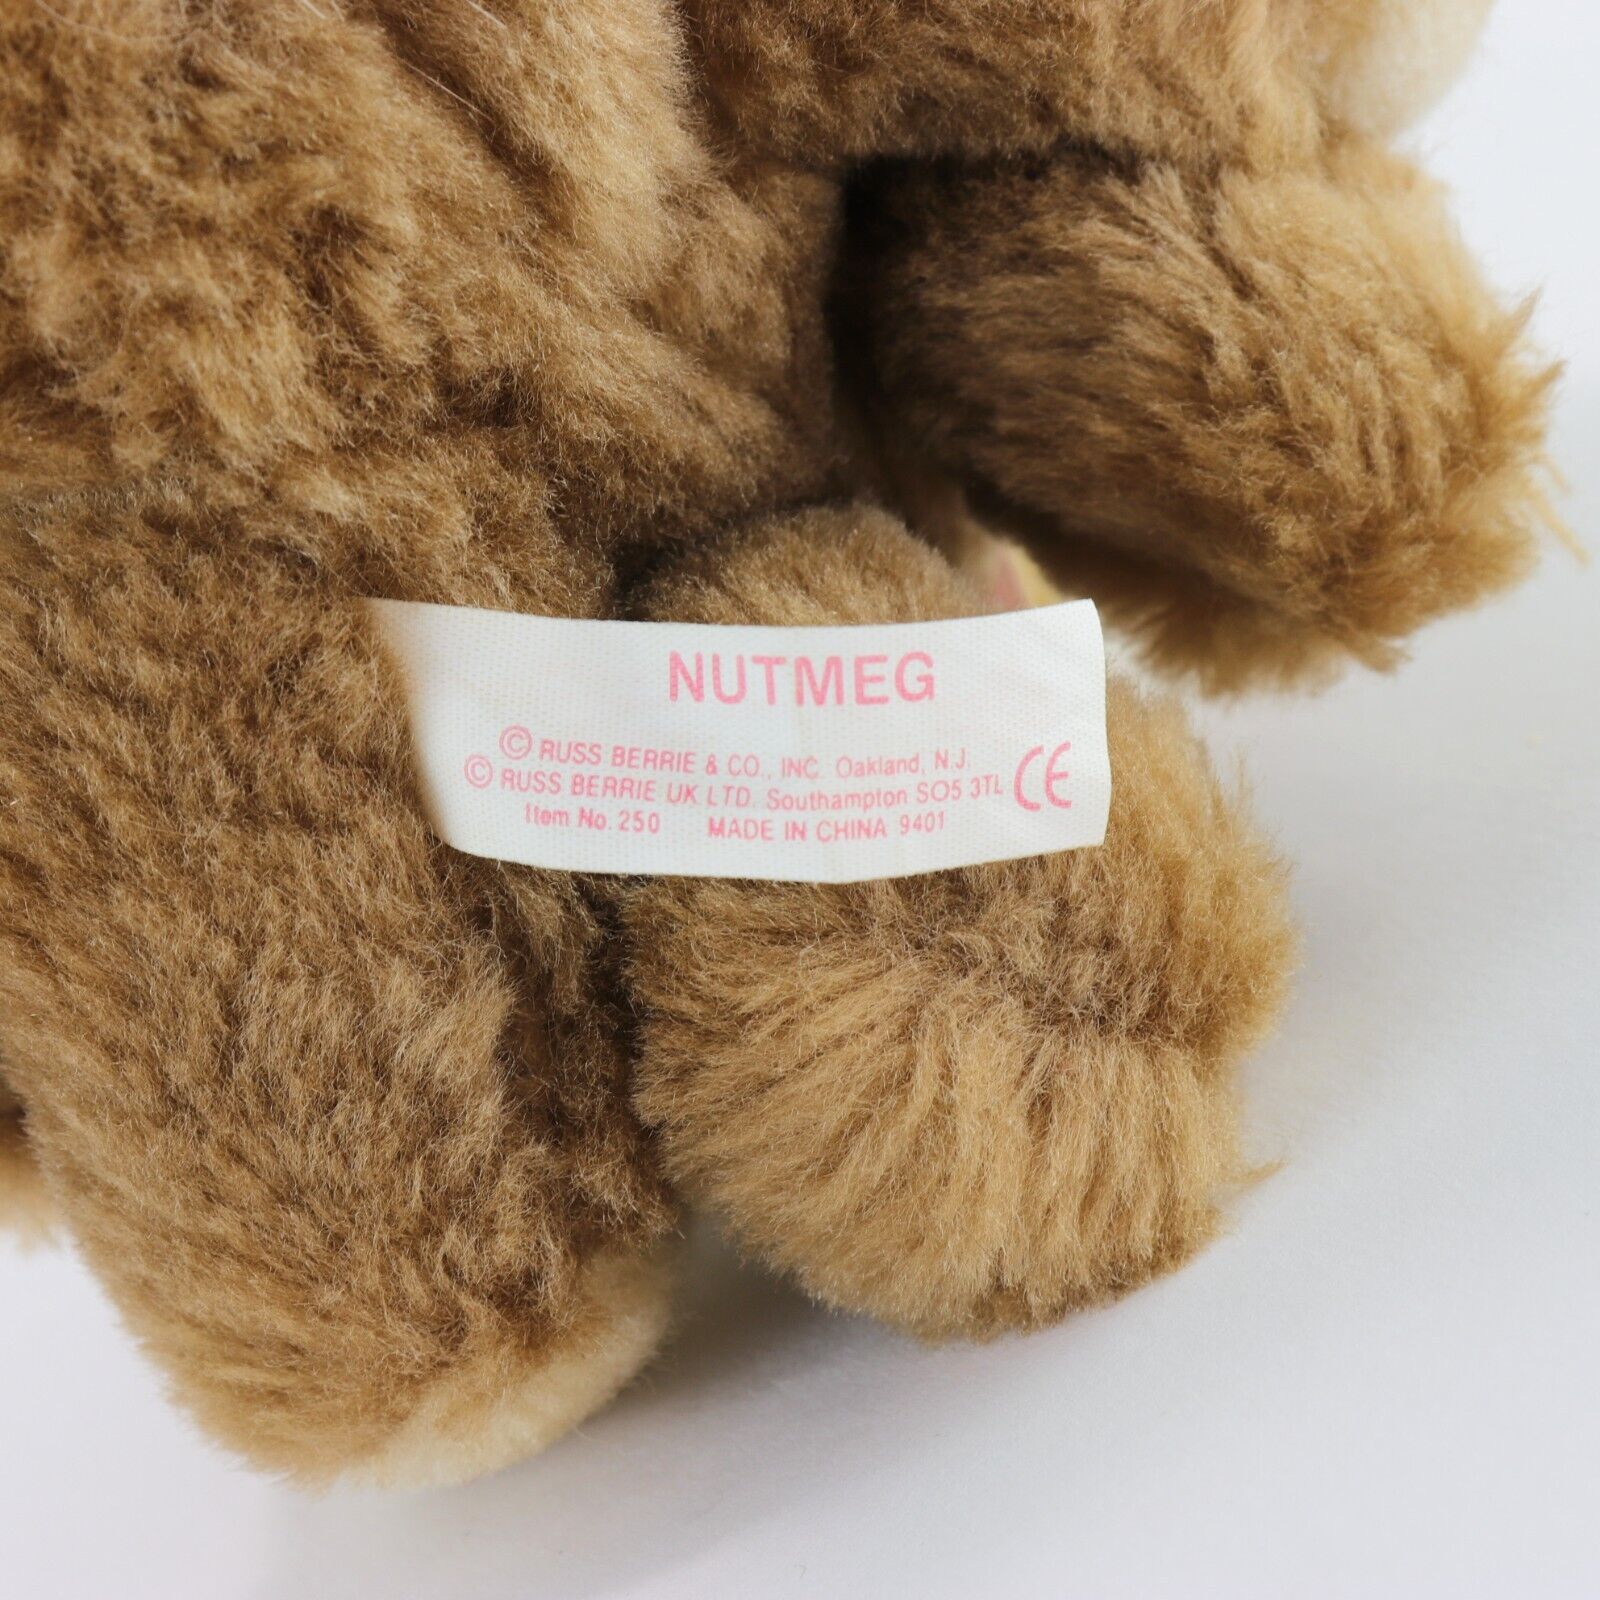 NUTMEG
© RUSS BERRIE & CO., INC. Oakland, N.J.
© RUSS BERRIE UK LTD. Southampton SO5 3TL CE
Item No. 250 MADE IN CHINA 9401